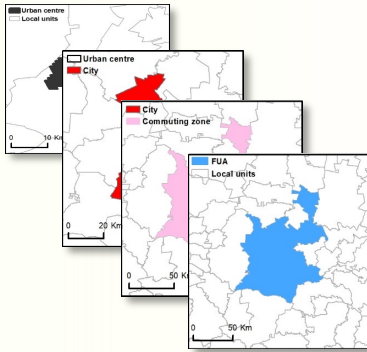 Urban centre
Local units
0 10 Km
Urban centre
City
0 20 Km
City
Commuting zone
0 50 K
FUA
Local units
0 50 Km